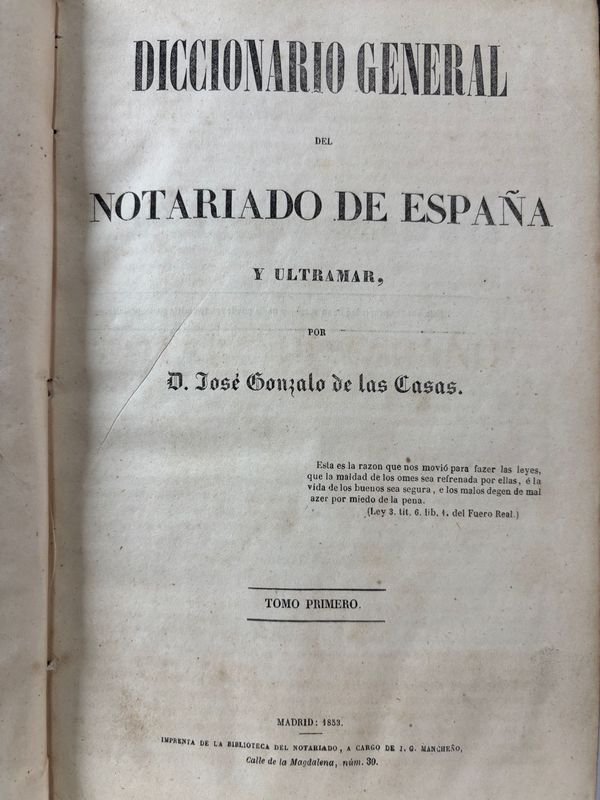 DICCIONARIO GENERAL
DEL
NOTARIADO DE ESPAÑA
Y ULTRAMAR,
POR
D. José Gonzalo de las Casas.
Esta es la razon que nos movió para fazer las leyes,
que la maldad de los omes sea refrenada por ellas, é la
vida de los buenos sea segura, e los malos degen de mal
azer por miedo de la pena.
(Ley 3. tit. 6. lib. 1. del Fuero Real.)
TOMO PRIMERO.
MADRID: 1853.
IMPRENTA DE LA BIBLIOTECA DEL NOTARIADO, A CARGO DE J. G. MANCHEÑO,
Calle de la Magdalena, núm. 30.